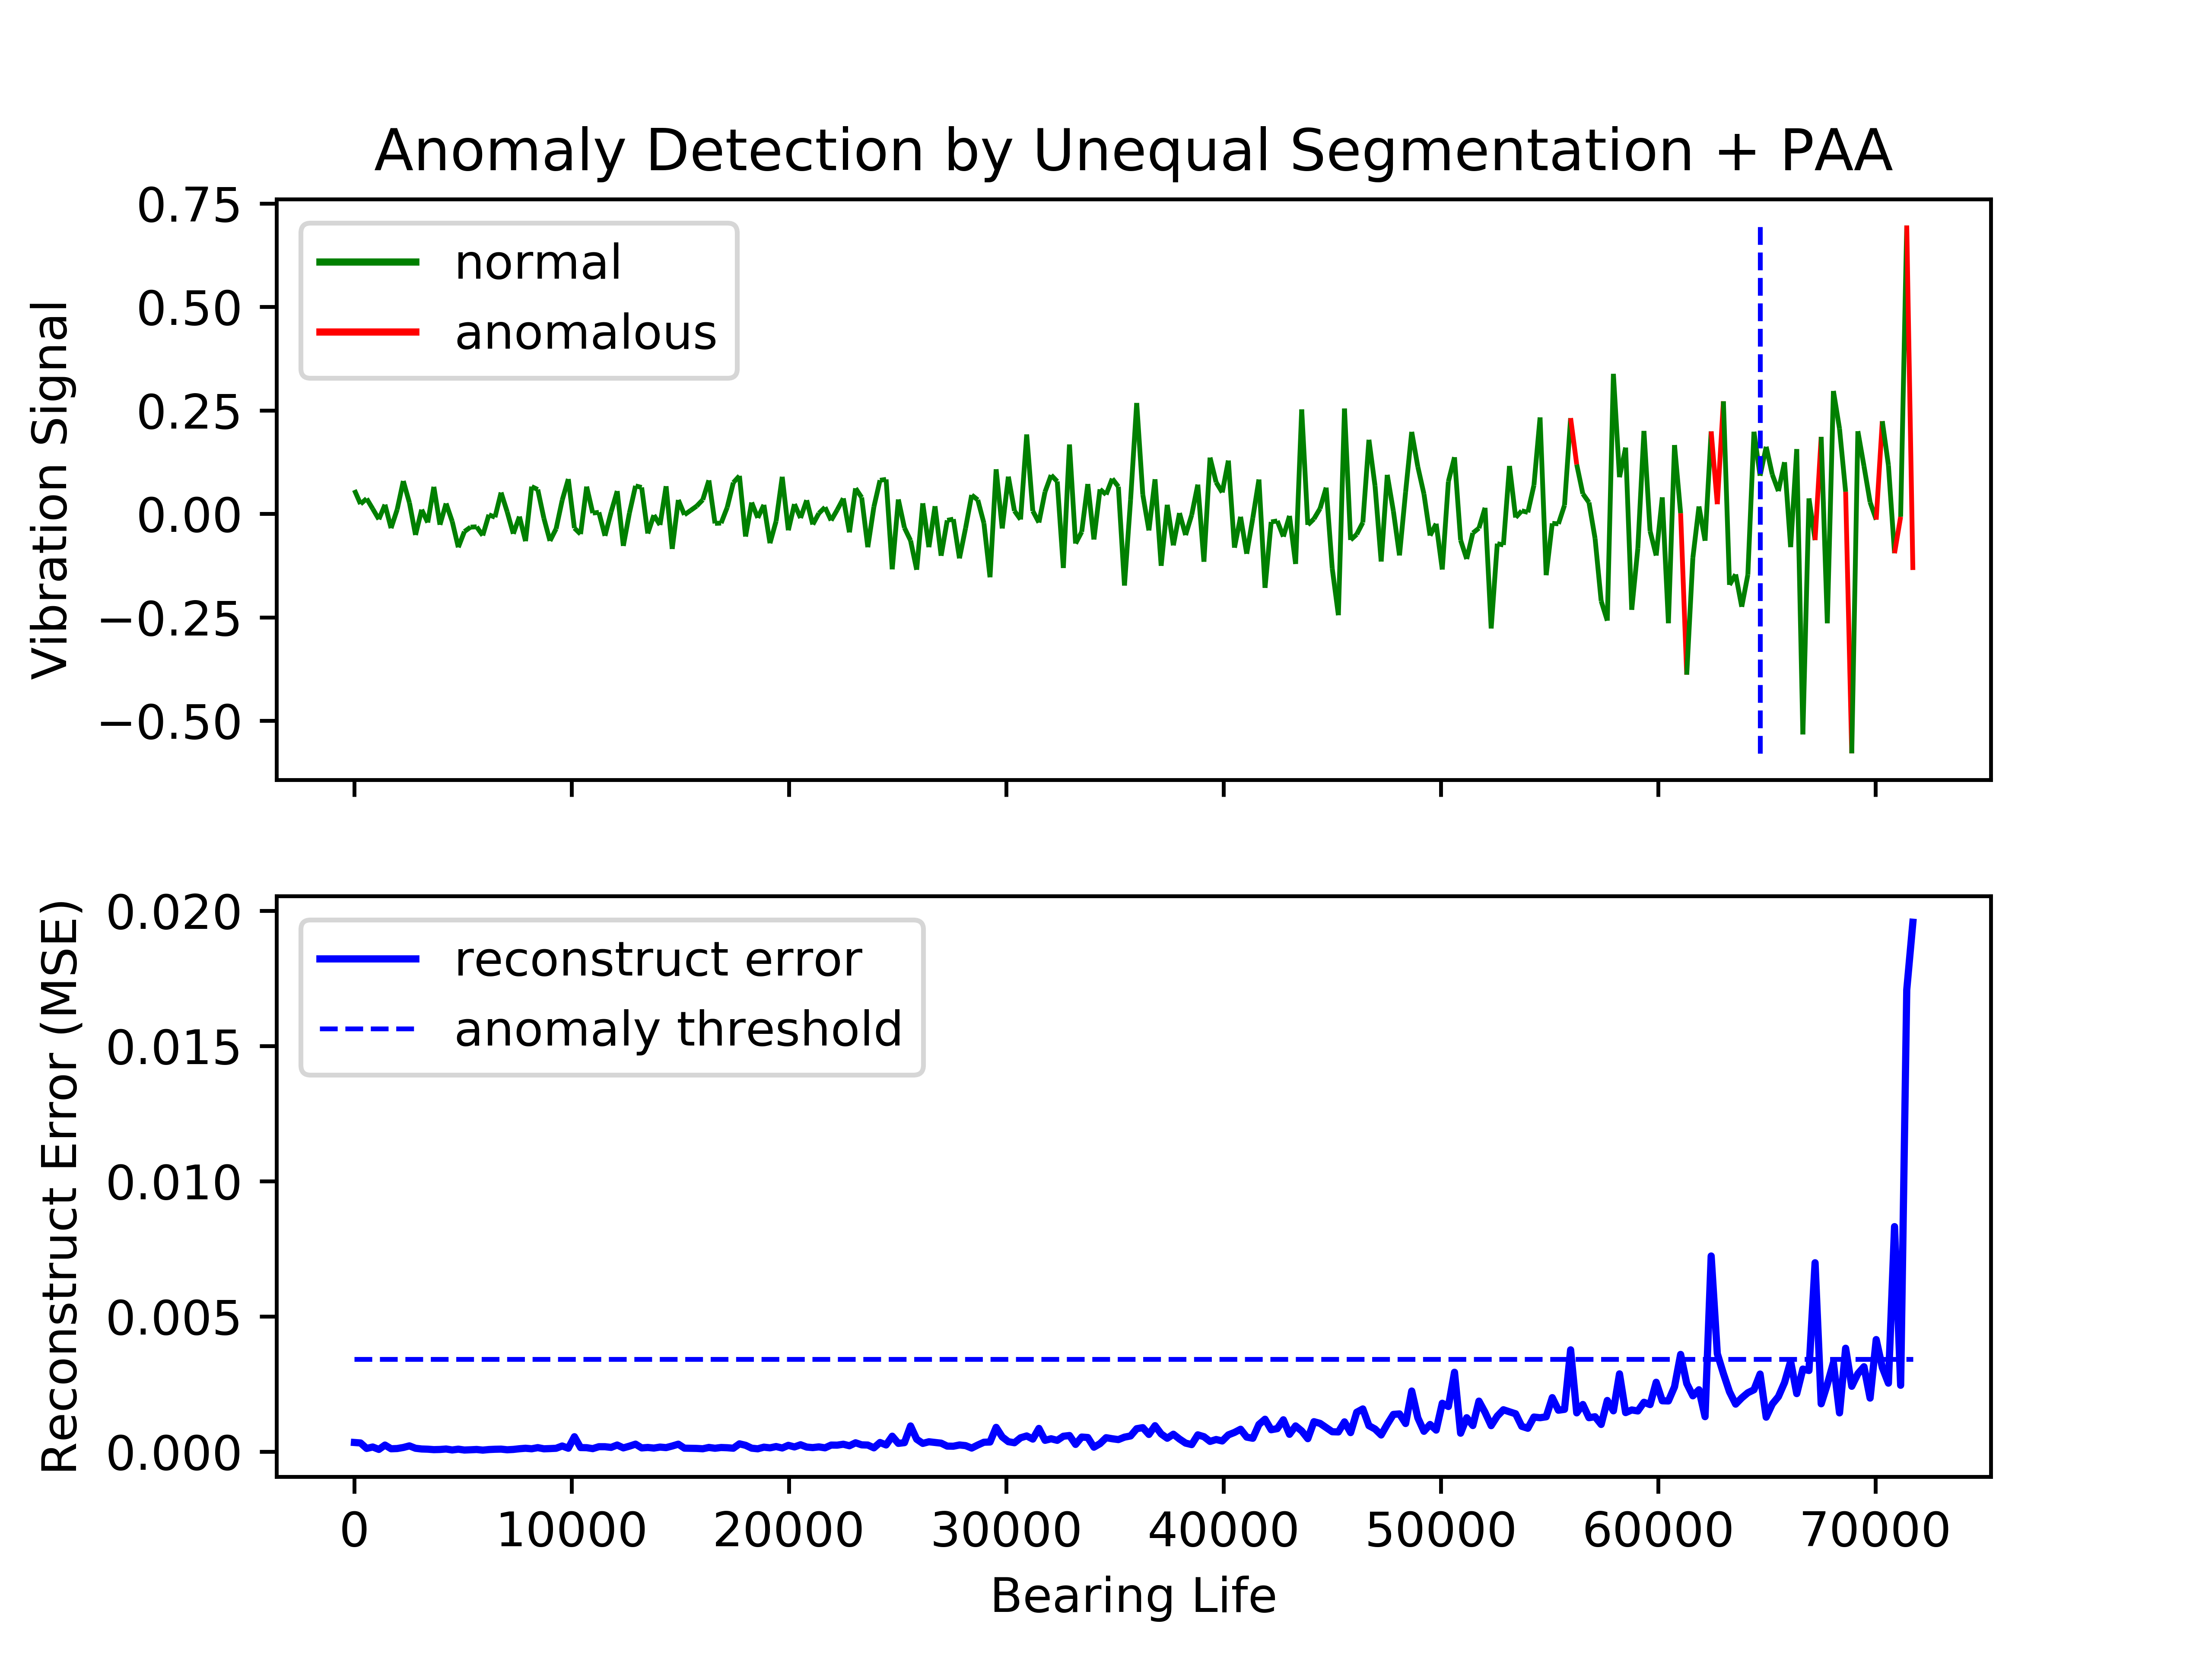 Anomaly Detection by Unequal Segmentation + PAA
Vibration Signal
0.75
0.50
0.25
0.00
−0.25
−0.50
normal
anomalous
Reconstruct Error (MSE)
0.020
0.015
0.010
0.005
0.000
reconstruct error
anomaly threshold
0 10000 20000 30000 40000 50000 60000 70000
Bearing Life